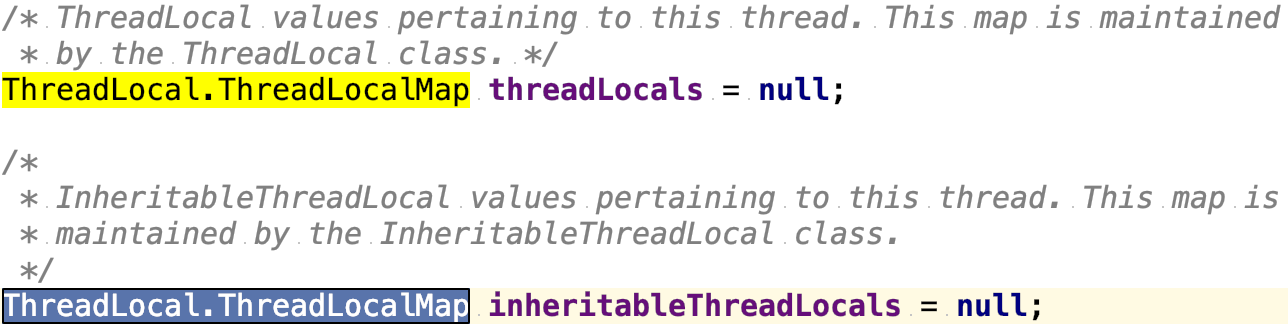 /* ThreadLocal values pertaining to this thread. This map is maintained
 * by the ThreadLocal class. */
ThreadLocal.ThreadLocalMap threadLocals = null;
/*
 * InheritableThreadLocal values pertaining to this thread. This map is
 * maintained by the InheritableThreadLocal class.
 */
ThreadLocal.ThreadLocalMap inheritableThreadLocals = null;